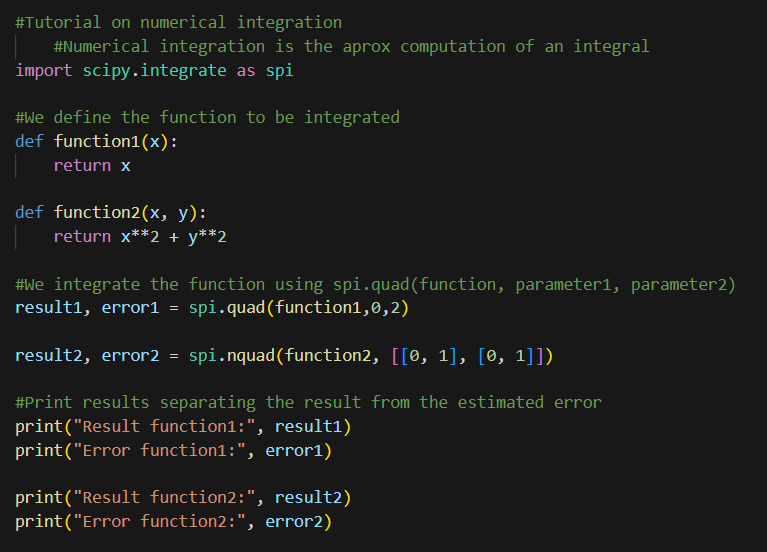 #Tutorial on numerical integration
    #Numerical integration is the aprox computation of an integral
import scipy.integrate as spi

#We define the function to be integrated
def function1(x):
    return x

def function2(x, y):
    return x**2 + y**2

#We integrate the function using spi.quad(function, parameter1, parameter2)
result1, error1 = spi.quad(function1,0,2)

result2, error2 = spi.nquad(function2, [[0, 1], [0, 1]])

#Print results separating the result from the estimated error
print("Result function1:", result1)
print("Error function1:", error1)

print("Result function2:", result2)
print("Error function2:", error2)